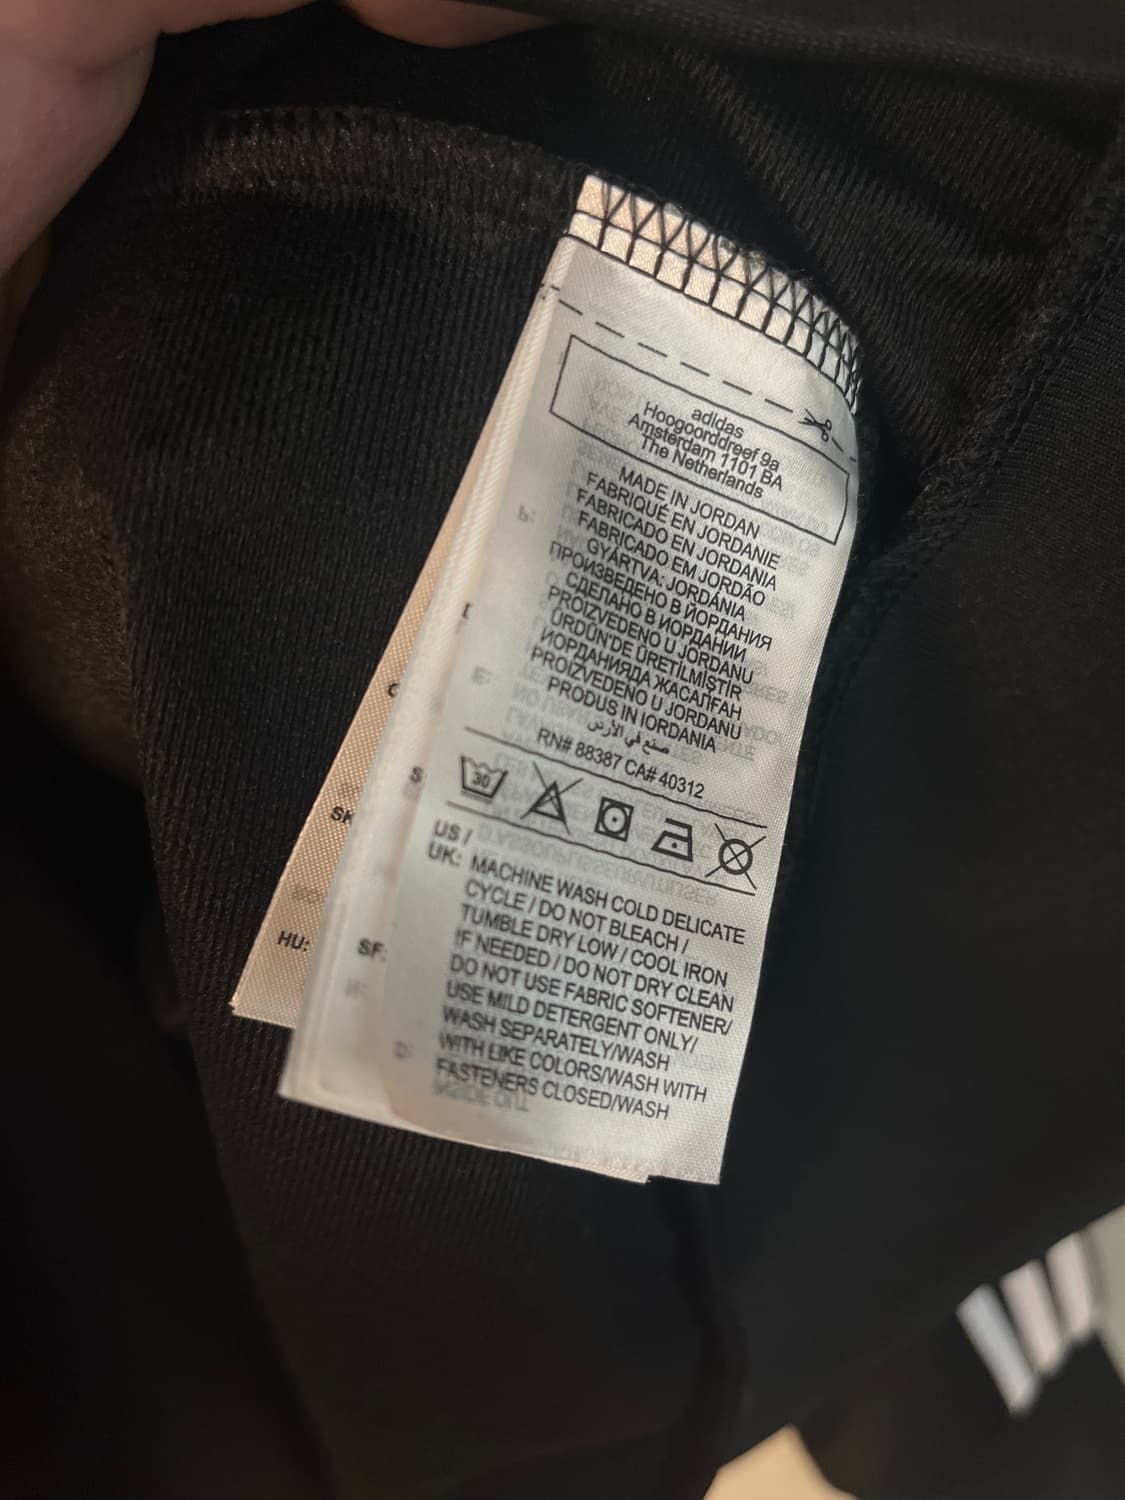 adidas
Hoogoorddreef 9a
Amsterdam 1101 BA
The Netherlands
MADE IN JORDAN
FABRIQUÉ EN JORDANIE
FABRICADO EN JORDANIA
FABRICADO EM JORDÃO
GYÁRTVA: JORDÁNIA
ПРОИЗВЕДЕНО В ЙОРДАНИЯ
СДЕЛАНО В ИОРДАНИИ
PROIZVEDENO U JORDANU
ÜRDÜN'DE ÜRETİLMİŞTİR
ИОРДАНИЯДА ЖАСАЛҒАН
PROIZVEDENO U JORDANU
PRODUS IN IORDANIA
صنع في الأردن
RN# 88387 CA# 40312
30
US /
UK: MACHINE WASH COLD DELICATE
CYCLE / DO NOT BLEACH /
TUMBLE DRY LOW / COOL IRON
IF NEEDED / DO NOT DRY CLEAN
DO NOT USE FABRIC SOFTENER/
USE MILD DETERGENT ONLY/
WASH SEPARATELY/WASH
WITH LIKE COLORS/WASH WITH
FASTENERS CLOSED/WASH
SK
HU:
SF: